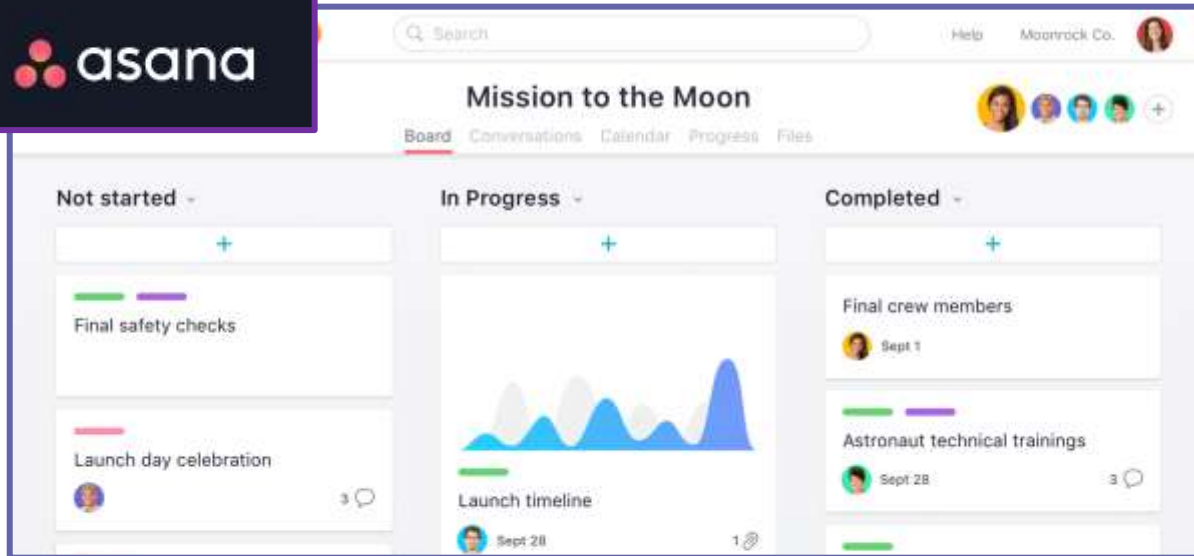 asana
Search
Help Moonrock Co.
Mission to the Moon
Board Conversations Calendar Progress Files
Not started
In Progress
Completed
+
+
+
+
Final safety checks
Launch day celebration
3
Launch timeline
Sept 28
1
Final crew members
Sept 1
Astronaut technical trainings
Sept 28
3